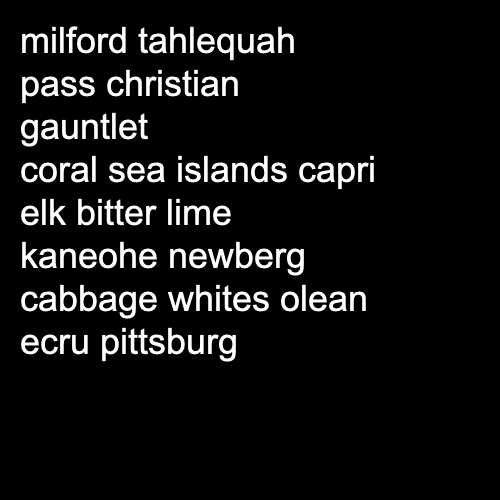 milford tahlequah
pass christian
gauntlet
coral sea islands capri
elk bitter lime
kaneohe newberg
cabbage whites olean
ecru pittsburg